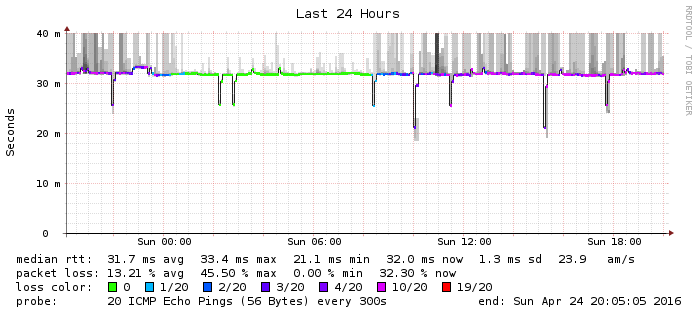 Last 24 Hours
RRDTOOL / TOBI OETIKER
Seconds
40 m
30 m
20 m
10 m
0
Sun 00:00 Sun 06:00 Sun 12:00 Sun 18:00
median rtt: 31.7 ms avg 33.4 ms max 21.1 ms min 32.0 ms now 1.3 ms sd 23.9 am/s
packet loss: 13.21 % avg 45.50 % max 0.00 % min 32.30 % now
loss color: 0 1/20 2/20 3/20 4/20 10/20 19/20
probe: 20 ICMP Echo Pings (56 Bytes) every 300s end: Sun Apr 24 20:05:05 2016